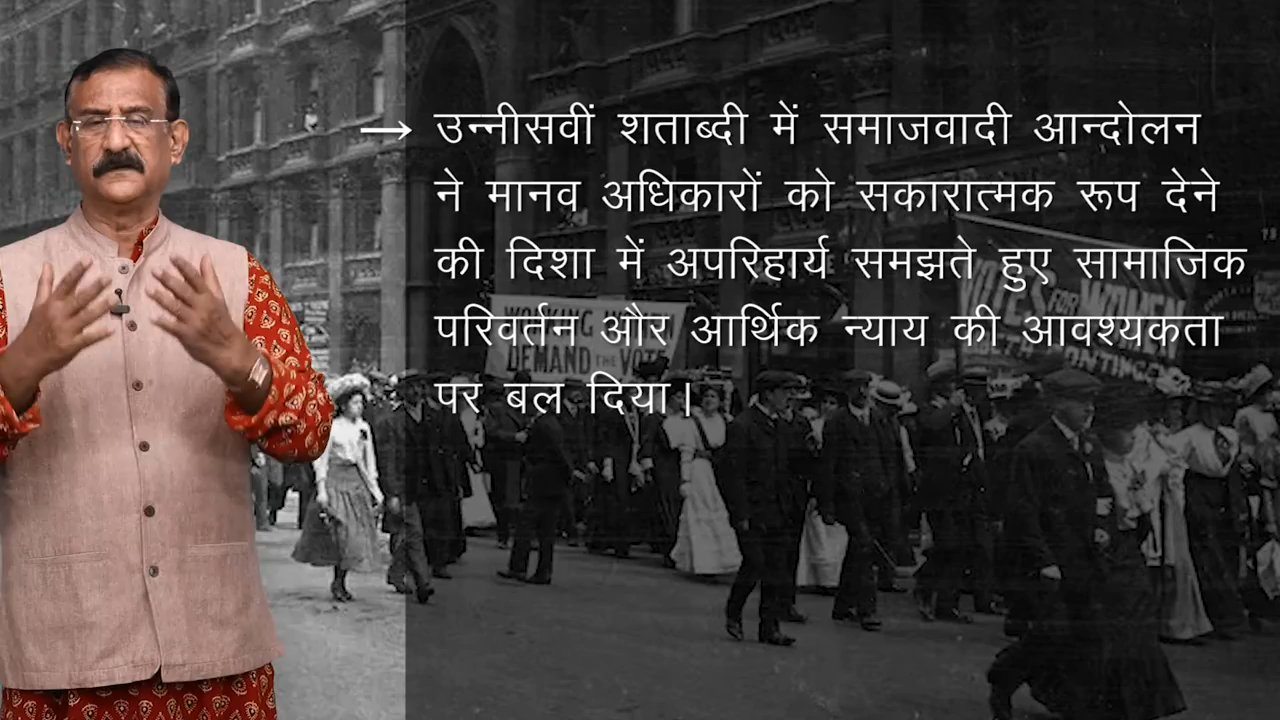 → उन्नीसवीं शताब्दी में समाजवादी आन्दोलन
ने मानव अधिकारों को सकारात्मक रूप देने
की दिशा में अपरिहार्य समझते हुए सामाजिक
परिवर्तन और आर्थिक न्याय की आवश्यकता
पर बल दिया।
WORKING
DEMAND THE VOTE
VOTES FOR WOMEN